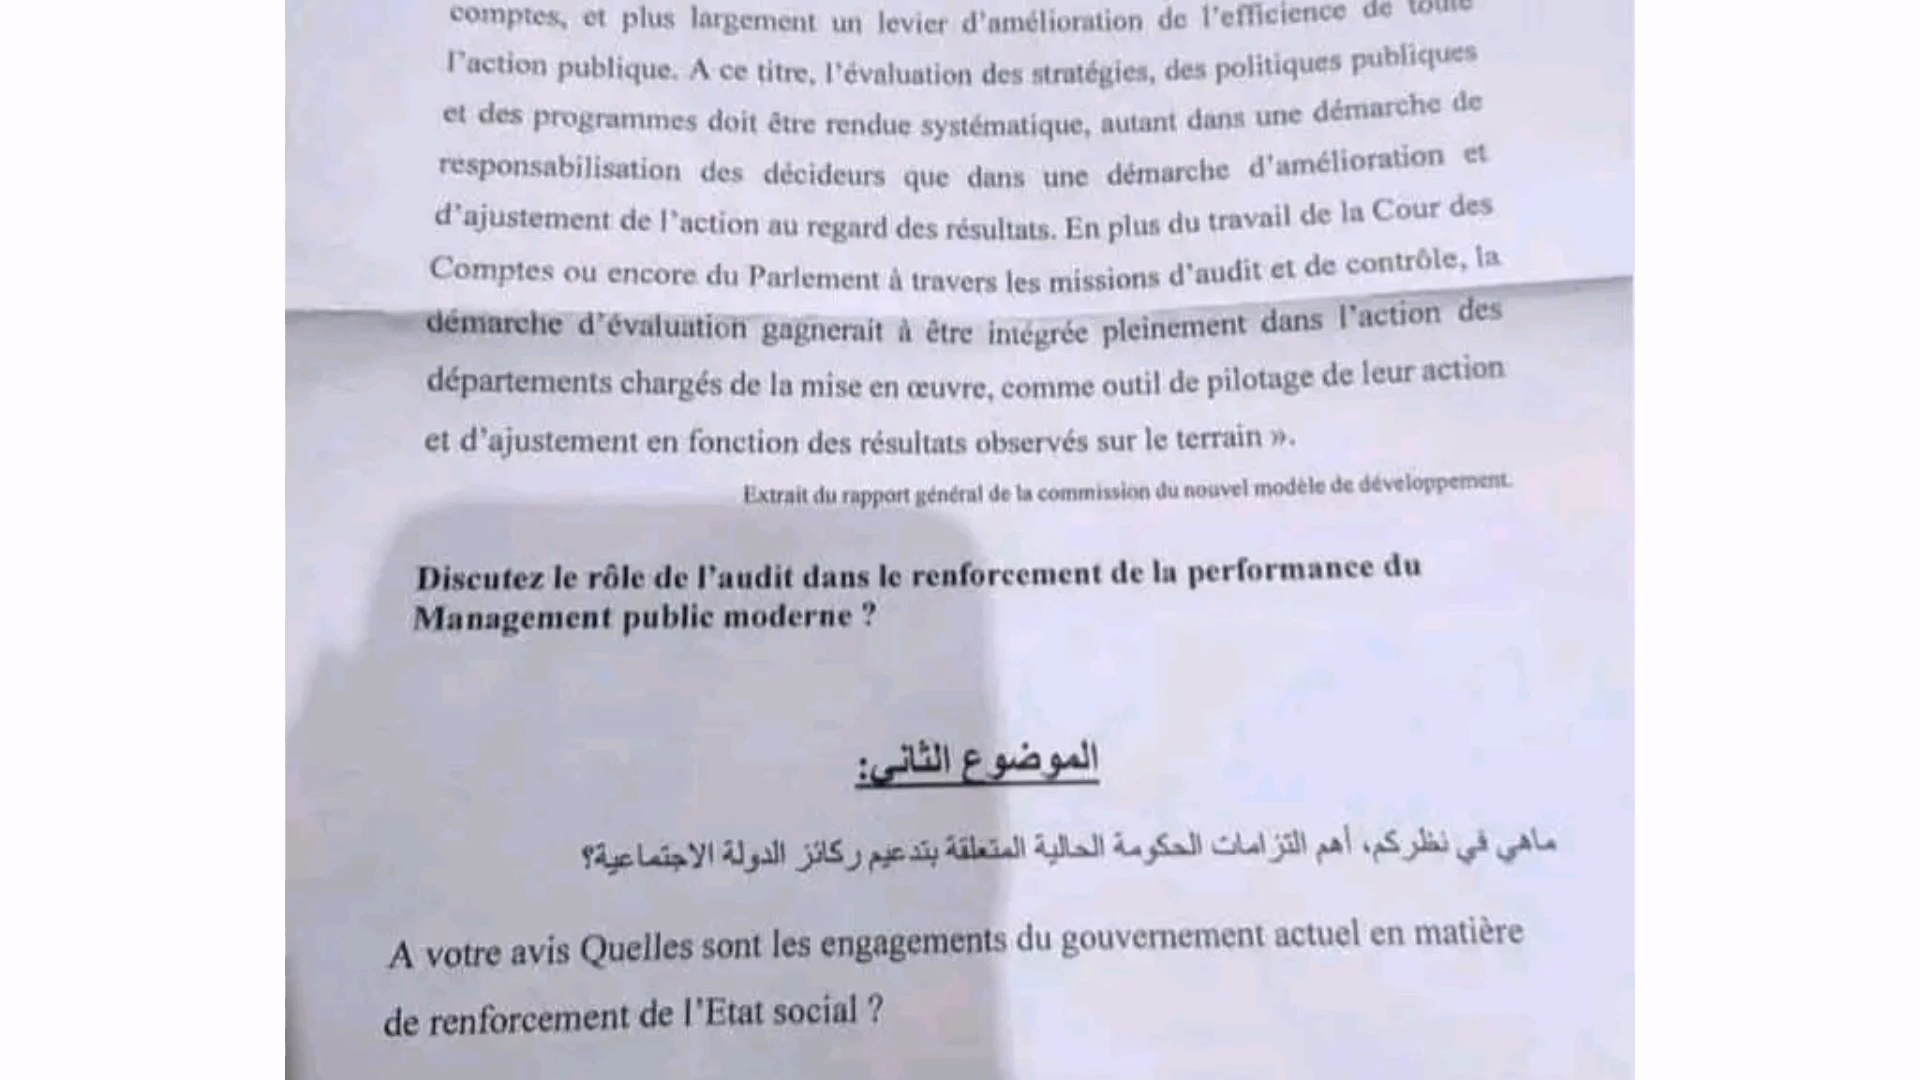 comptes, et plus largement un levier d'amélioration de l'efficience de toute
l'action publique. A ce titre, l'évaluation des stratégies, des politiques publiques
et des programmes doit être rendue systématique, autant dans une démarche de
responsabilisation des décideurs que dans une démarche d'amélioration et
d'ajustement de l'action au regard des résultats. En plus du travail de la Cour des
Comptes ou encore du Parlement à travers les missions d'audit et de contrôle, la
démarche d'évaluation gagnerait à être intégrée pleinement dans l'action des
départements chargés de la mise en œuvre, comme outil de pilotage de leur action
et d'ajustement en fonction des résultats observés sur le terrain ».
Extrait du rapport général de la commission du nouvel modèle de développement.
Discutez le rôle de l'audit dans le renforcement de la performance du
Management public moderne ?
الموضوع الثاني:
ماهي في نظركم، أهم التزامات الحكومة الحالية المتعلقة بتدعيم ركائز الدولة الاجتماعية؟
A votre avis Quelles sont les engagements du gouvernement actuel en matière
de renforcement de l'Etat social ?